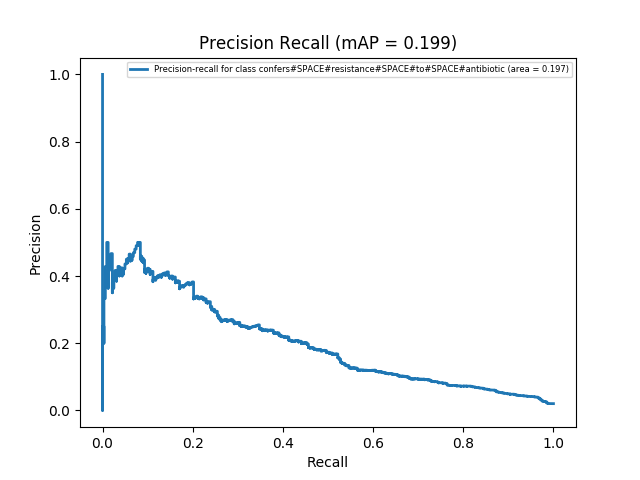 Precision Recall (mAP = 0.199)
Precision-recall for class confers#SPACE#resistance#SPACE#to#SPACE#antibiotic (area = 0.197)
1.0
0.8
0.6
0.4
0.2
0.0
Precision
0.0 0.2 0.4 0.6 0.8 1.0
Recall